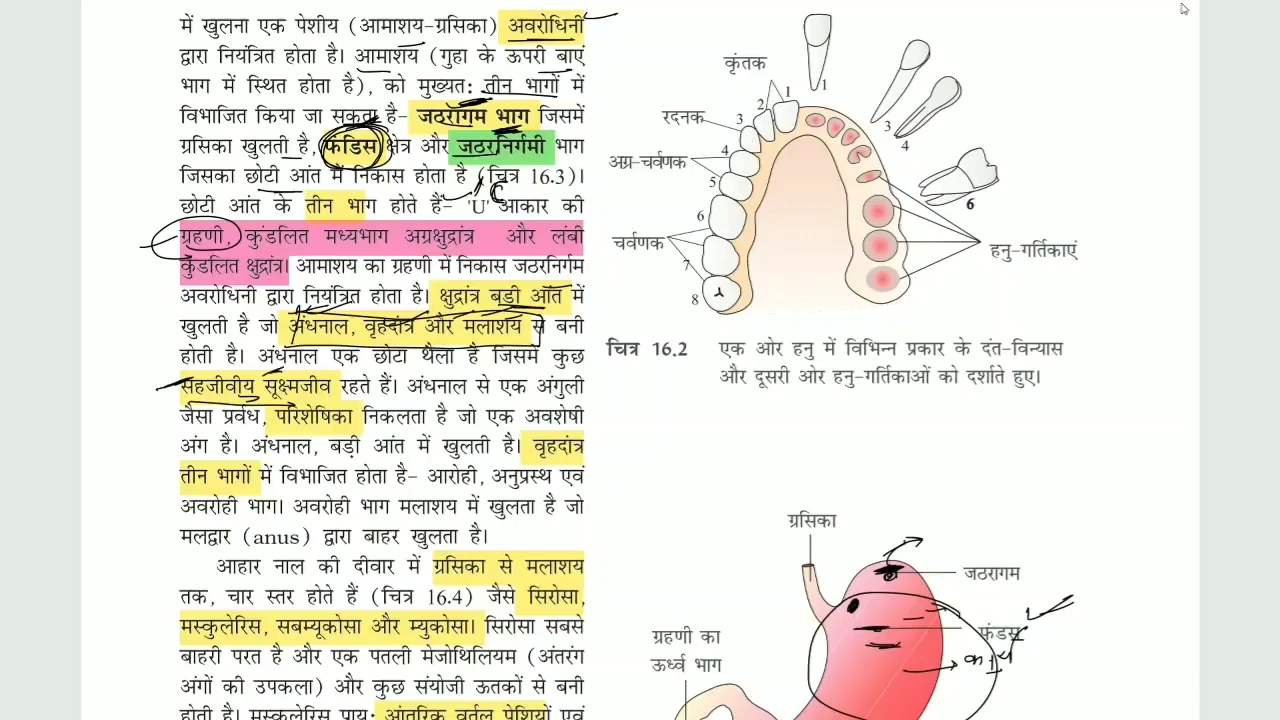 में खुलना एक पेशीय (आमाशय-ग्रसिका) अवरोधिनी
द्वारा नियंत्रित होता है। आमाशय (गुहा के ऊपरी बाएं
भाग में स्थित होता है), को मुख्यत: तीन भागों में
विभाजित किया जा सकता है– जठरागम भाग जिसमें
ग्रसिका खुलती है, फंडिस क्षेत्र और जठरनिर्गमी भाग
जिसका छोटी आंत में निकास होता है (चित्र 16.3)।
छोटी आंत के तीन भाग होते हैं– 'U' आकार की
C
ग्रहणी, कुंडलित मध्यभाग अग्रक्षुद्रांत्र और लंबी
कुंडलित क्षुद्रांत्र। आमाशय का ग्रहणी में निकास जठरनिर्गम
अवरोधिनी द्वारा नियंत्रित होता है। क्षुद्रांत्र बड़ी आंत में
खुलती है जो अंधनाल, वृहदांत्र और मलाशय से बनी
होती है। अंधनाल एक छोटा थैला है जिसमें कुछ
सहजीवीय सूक्ष्मजीव रहते हैं। अंधनाल से एक अंगुली
जैसा प्रर्वध, परिशेषिका निकलता है जो एक अवशेषी
अंग है। अंधनाल, बड़ी आंत में खुलती है। वृहदांत्र
तीन भागों में विभाजित होता है– आरोही, अनुप्रस्थ एवं
अवरोही भाग। अवरोही भाग मलाशय में खुलता है जो
मलद्वार (anus) द्वारा बाहर खुलता है।
आहार नाल की दीवार में ग्रसिका से मलाशय
तक, चार स्तर होते हैं (चित्र 16.4) जैसे सिरोसा,
मस्कुलेरिस, सबम्यूकोसा और म्युकोसा। सिरोसा सबसे
बाहरी परत है और एक पतली मेजोथिलियम (अंतरंग
अंगों की उपकला) और कुछ संयोजी ऊतकों से बनी
होती है। मस्कुलेरिस प्राय: आंतरिक वर्तुल पेशियों एवं
कृंतक
रदनक
अग्र-चर्वणक
चर्वणक
1
2
3
4
5
6
7
8
1
3
4
6
हनु-गर्तिकाएं
चित्र 16.2 एक ओर हनु में विभिन्न प्रकार के दंत-विन्यास
और दूसरी ओर हनु-गर्तिकाओं को दर्शाते हुए।
ग्रसिका
जठरागम
फंडस
ग्रहणी का
ऊर्ध्व भाग